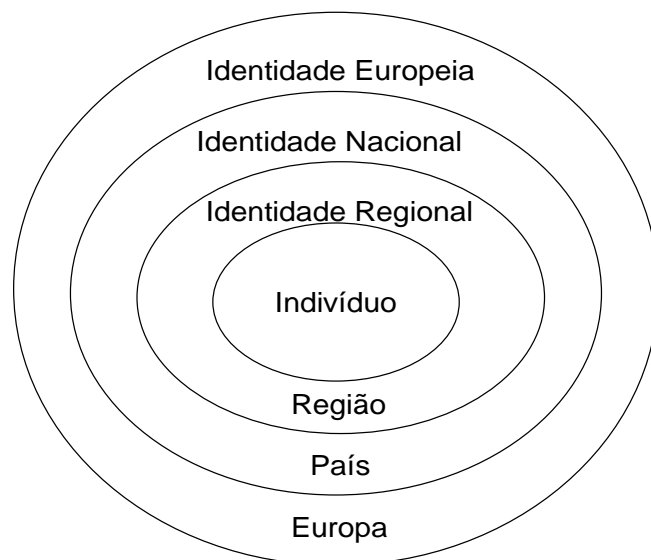 Identidade Europeia
Identidade Nacional
Identidade Regional
Indivíduo
Região
País
Europa